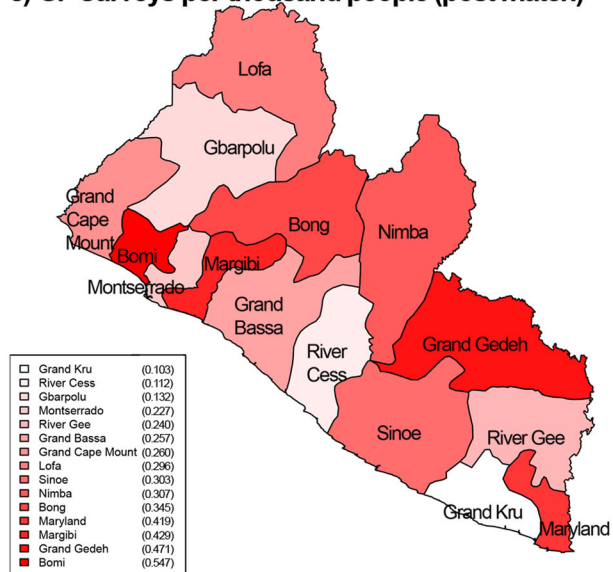 Lofa
Gbarpolu
Grand
Cape
Mount
Bomi
Montserrado
Margibi
Bong
Nimba
Grand
Bassa
River
Cess
Grand Gedeh
Sinoe
River Gee
Grand Kru
Maryland
Grand Kru (0.103)
River Cess (0.112)
Gbarpolu (0.132)
Montserrado (0.227)
River Gee (0.240)
Grand Bassa (0.257)
Grand Cape Mount (0.260)
Lofa (0.296)
Sinoe (0.303)
Nimba (0.307)
Bong (0.345)
Maryland (0.419)
Margibi (0.429)
Grand Gedeh (0.471)
Bomi (0.547)